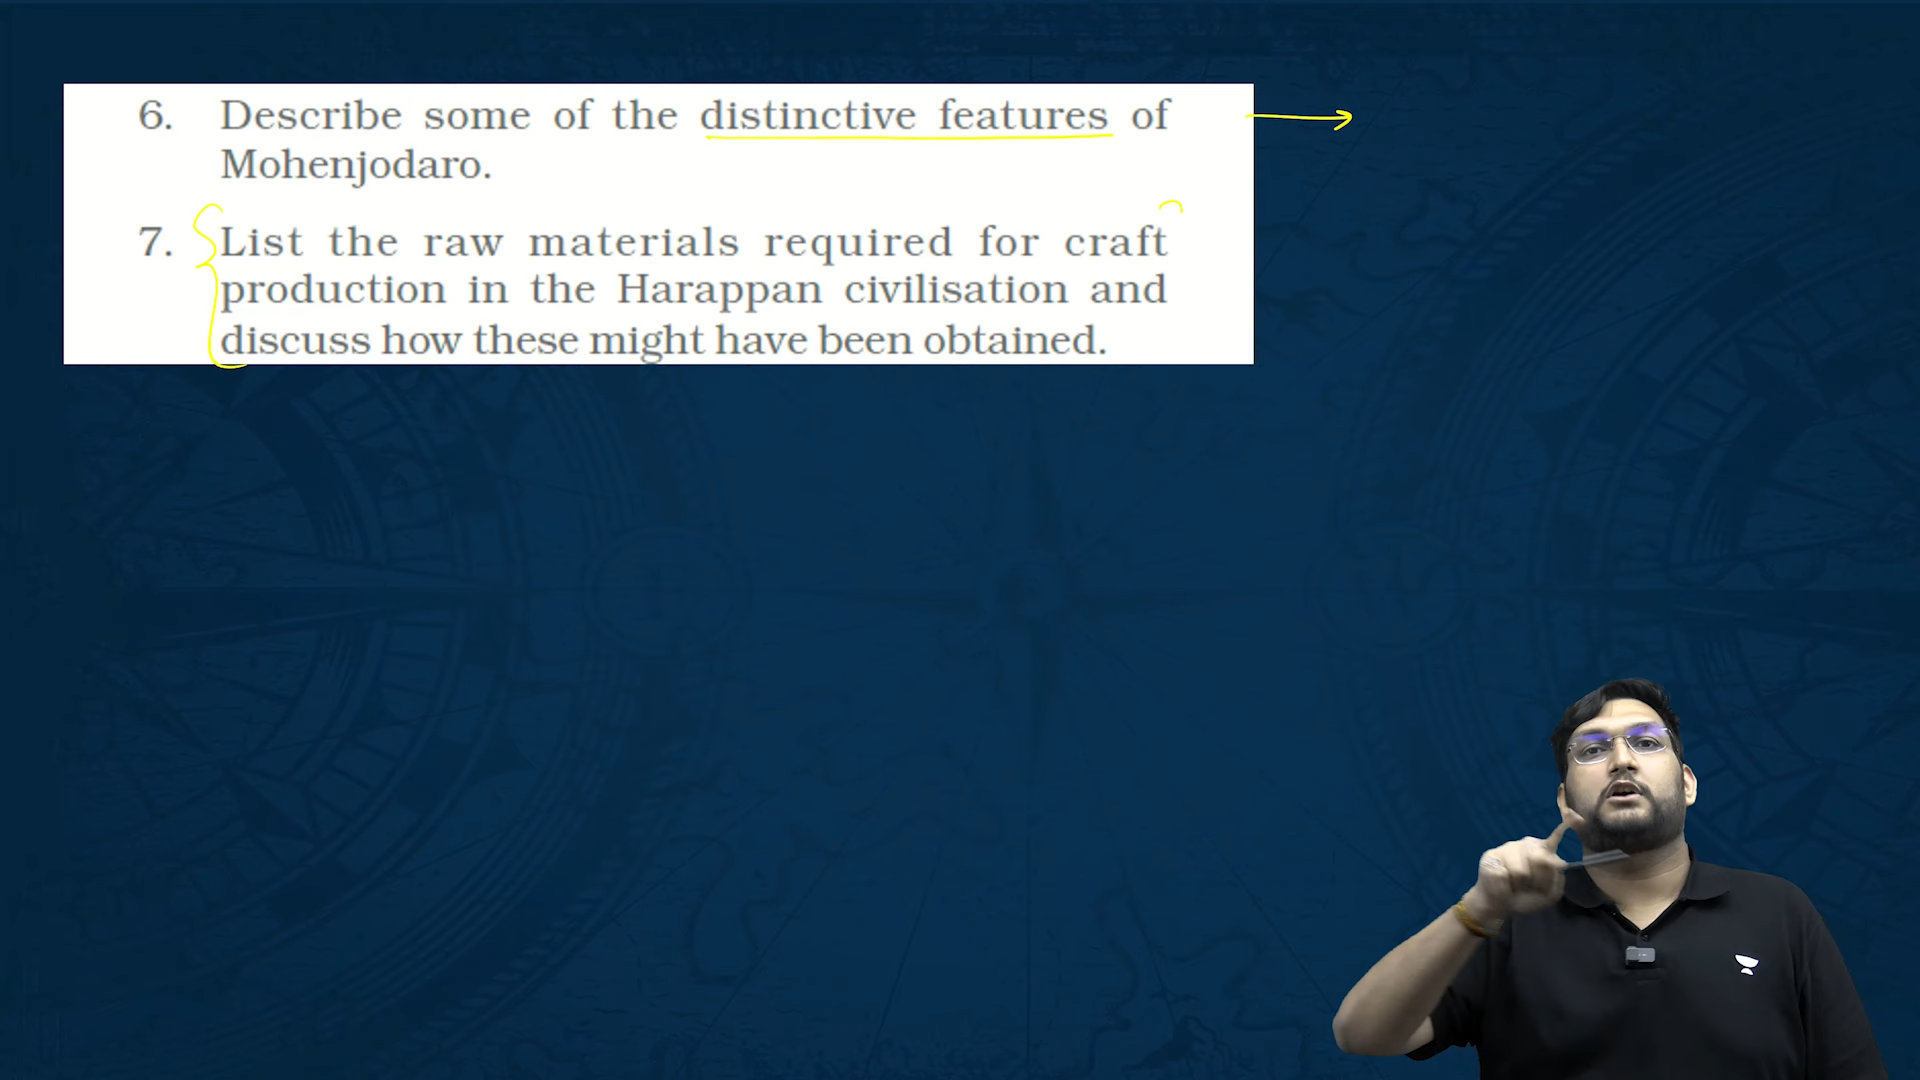 6. Describe some of the distinctive features of
Mohenjodaro.
7. List the raw materials required for craft
production in the Harappan civilisation and
discuss how these might have been obtained.